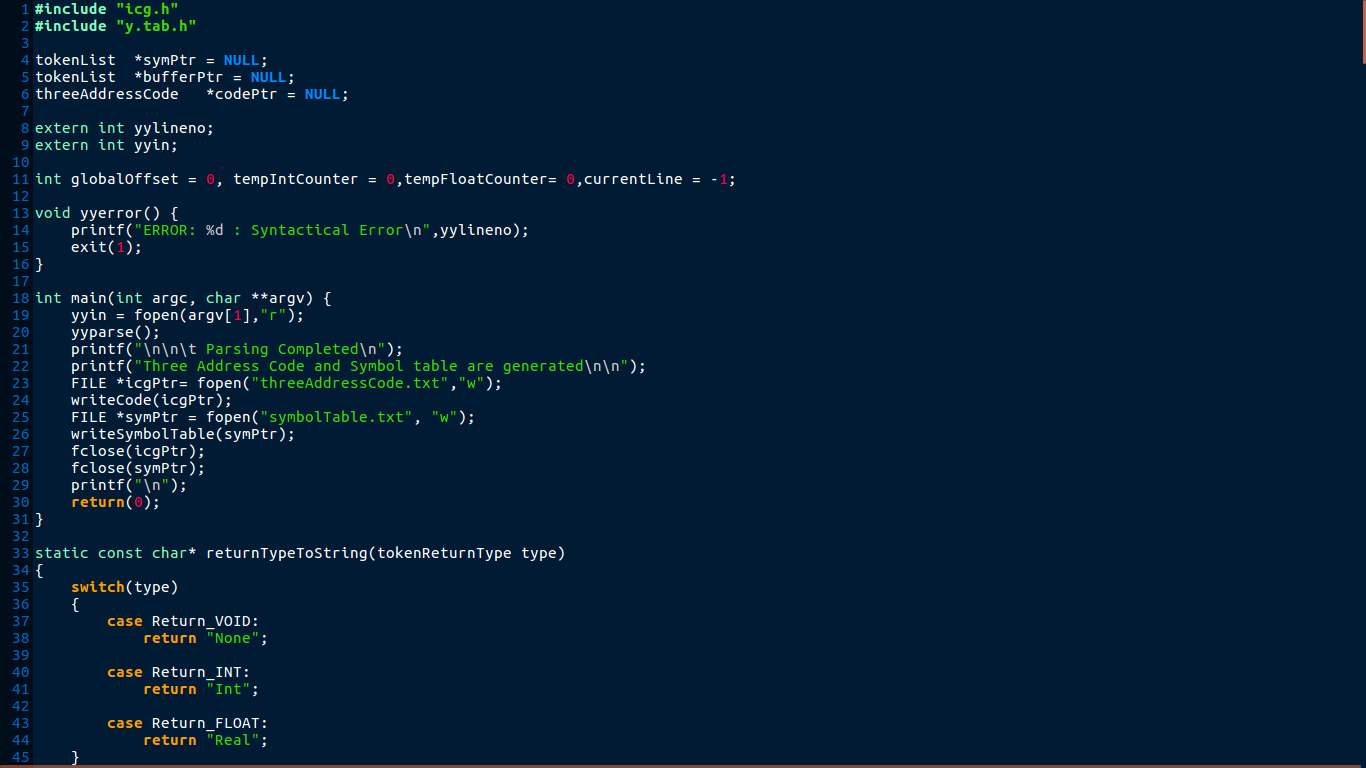 1 #include "icg.h"
2 #include "y.tab.h"
3
4 tokenList  *symPtr = NULL;
5 tokenList  *bufferPtr = NULL;
6 threeAddressCode   *codePtr = NULL;
7
8 extern int yylineno;
9 extern int yyin;
10
11 int globalOffset = 0, tempIntCounter = 0,tempFloatCounter= 0,currentLine = -1;
12
13 void yyerror() {
14     printf("ERROR: %d : Syntactical Error\n",yylineno);
15     exit(1);
16 }
17
18 int main(int argc, char **argv) {
19     yyin = fopen(argv[1],"r");
20     yyparse();
21     printf("\n\n\t Parsing Completed\n");
22     printf("Three Address Code and Symbol table are generated\n\n");
23     FILE *icgPtr= fopen("threeAddressCode.txt","w");
24     writeCode(icgPtr);
25     FILE *symPtr = fopen("symbolTable.txt", "w");
26     writeSymbolTable(symPtr);
27     fclose(icgPtr);
28     fclose(symPtr);
29     printf("\n");
30     return(0);
31 }
32
33 static const char* returnTypeToString(tokenReturnType type)
34 {
35     switch(type)
36     {
37         case Return_VOID:
38             return "None";
39
40         case Return_INT:
41             return "Int";
42
43         case Return_FLOAT:
44             return "Real";
45     }